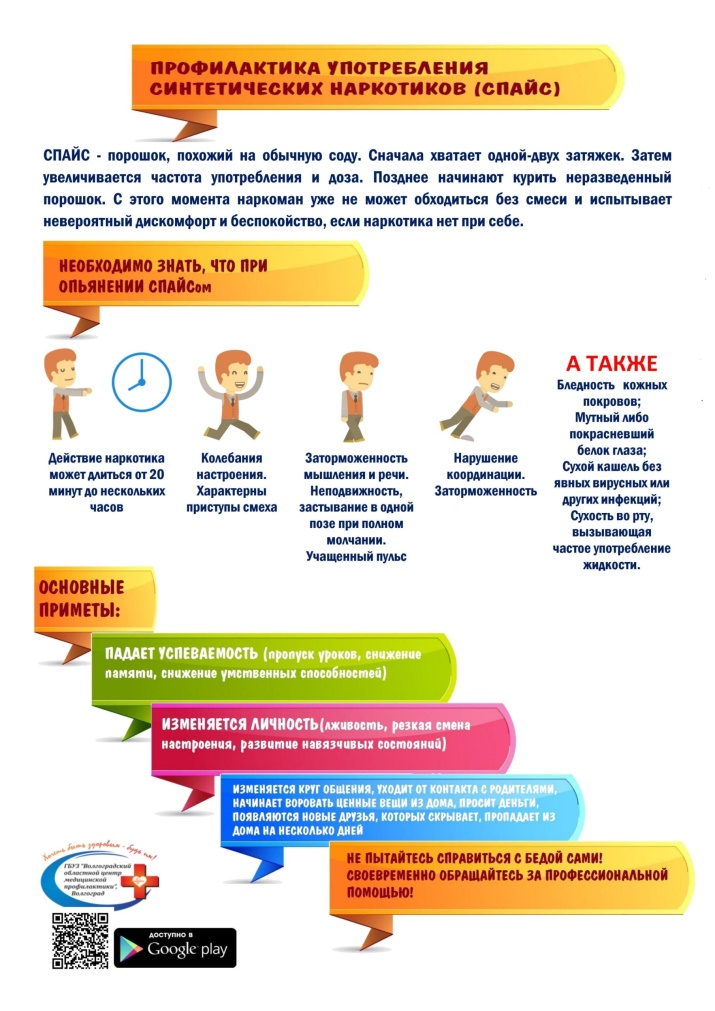 ПРОФИЛАКТИКА УПОТРЕБЛЕНИЯ
СИНТЕТИЧЕСКИХ НАРКОТИКОВ (СПАЙС)
СПАЙС - порошок, похожий на обычную соду. Сначала хватает одной-двух затяжек. Затем
увеличивается частота употребления и доза. Позднее начинают курить неразведенный
порошок. С этого момента наркоман уже не может обходиться без смеси и испытывает
невероятный дискомфорт и беспокойство, если наркотика нет при себе.
НЕОБХОДИМО ЗНАТЬ, ЧТО ПРИ
ОПЬЯНЕНИИ СПАЙСом
Действие наркотика
может длиться от 20
минут до нескольких
часов
Колебания
настроения.
Характерны
приступы смеха
Заторможенность
мышления и речи.
Неподвижность,
застывание в одной
позе при полном
молчании.
Учащенный пульс
Нарушение
координации.
Заторможенность
А ТАКЖЕ
Бледность кожных
покровов;
Мутный либо
покрасневший
белок глаза;
Сухой кашель без
явных вирусных или
других инфекций;
Сухость во рту,
вызывающая
частое употребление
жидкости.
ОСНОВНЫЕ
ПРИМЕТЫ:
ПАДАЕТ УСПЕВАЕМОСТЬ (пропуск уроков, снижение
памяти, снижение умственных способностей)
ИЗМЕНЯЕТСЯ ЛИЧНОСТЬ(лживость, резкая смена
настроения, развитие навязчивых состояний)
ИЗМЕНЯЕТСЯ КРУГ ОБЩЕНИЯ, УХОДИТ ОТ КОНТАКТА С РОДИТЕЛЯМИ,
НАЧИНАЕТ ВОРОВАТЬ ЦЕННЫЕ ВЕЩИ ИЗ ДОМА, ПРОСИТ ДЕНЬГИ,
ПОЯВЛЯЮТСЯ НОВЫЕ ДРУЗЬЯ, КОТОРЫХ СКРЫВАЕТ, ПРОПАДАЕТ ИЗ
ДОМА НА НЕСКОЛЬКО ДНЕЙ
НЕ ПЫТАЙТЕСЬ СПРАВИТЬСЯ С БЕДОЙ САМИ!
СВОЕВРЕМЕННО ОБРАЩАЙТЕСЬ ЗА ПРОФЕССИОНАЛЬНОЙ
ПОМОЩЬЮ!
Хочешь быть здоровым - будь им!
ГБУЗ "Волгоградский
областной центр
медицинской
профилактики",
Волгоград
ДОСТУПНО В
Google play